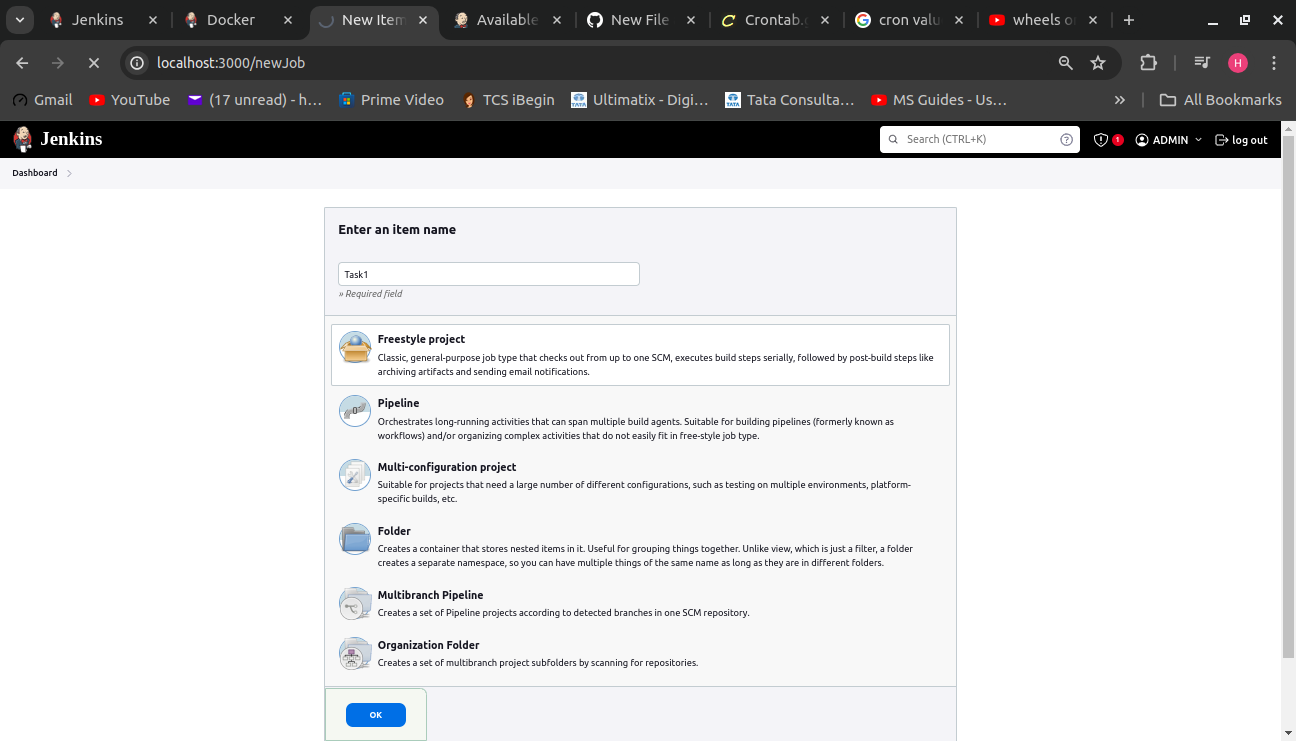 Jenkins
Docker
New Item
Available
New File
Crontab.g
cron valu
wheels o
localhost:3000/newJob
H
Gmail
YouTube
(17 unread) - h...
Prime Video
TCS iBegin
Ultimatix - Digi...
Tata Consulta...
MS Guides - Us...
All Bookmarks
Jenkins
Search (CTRL+K)
1
ADMIN
log out
Dashboard
Enter an item name
Task1
» Required field
Freestyle project
Classic, general-purpose job type that checks out from up to one SCM, executes build steps serially, followed by post-build steps like
archiving artifacts and sending email notifications.
Pipeline
Orchestrates long-running activities that can span multiple build agents. Suitable for building pipelines (formerly known as
workflows) and/or organizing complex activities that do not easily fit in free-style job type.
Multi-configuration project
Suitable for projects that need a large number of different configurations, such as testing on multiple environments, platform-
specific builds, etc.
Folder
Creates a container that stores nested items in it. Useful for grouping things together. Unlike view, which is just a filter, a folder
creates a separate namespace, so you can have multiple things of the same name as long as they are in different folders.
Multibranch Pipeline
Creates a set of Pipeline projects according to detected branches in one SCM repository.
Organization Folder
Creates a set of multibranch project subfolders by scanning for repositories.
OK